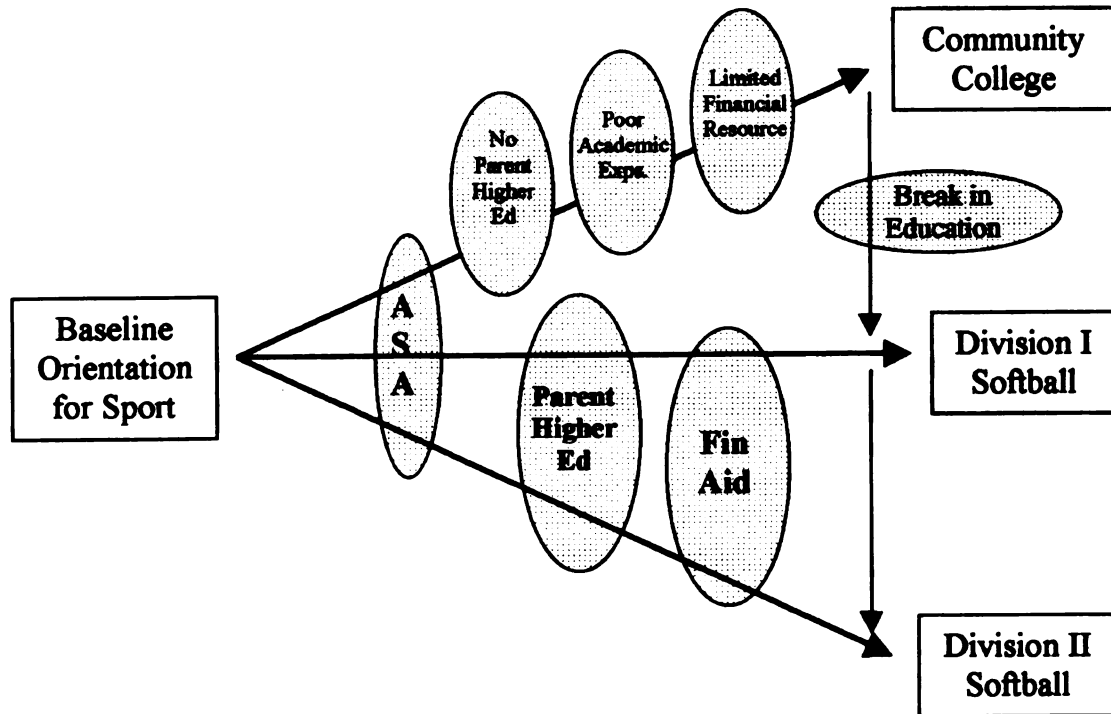 Community
College
Limited
Financial
Resource
Poor
Academic
Exps.
No
Parent
Higher
Ed
Break in
Education
A
S
A
Baseline
Orientation
for Sport
Division I
Softball
Parent
Higher
Ed
Fin
Aid
Division II
Softball